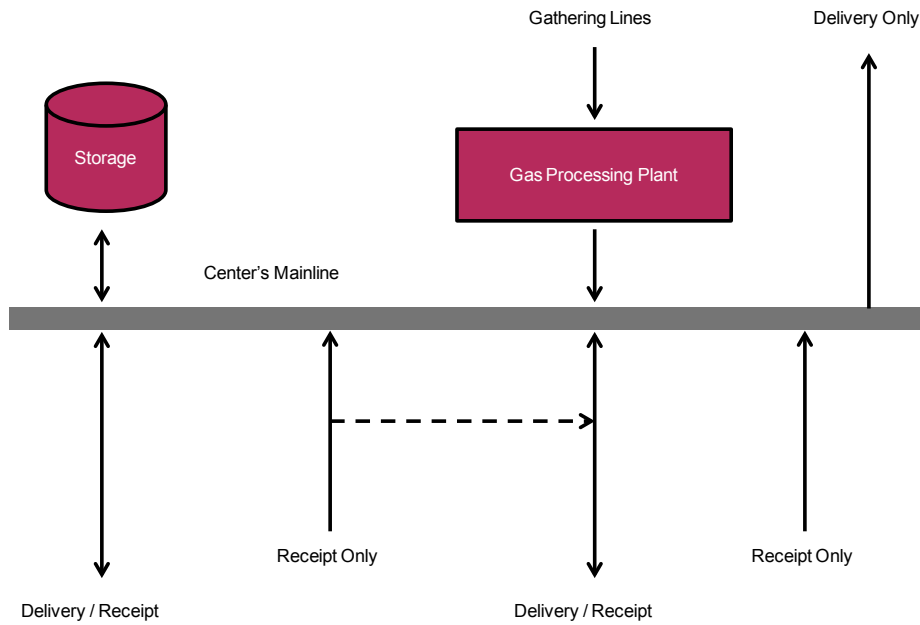 Gathering Lines
Delivery Only
Storage
Gas Processing Plant
Center's Mainline
Receipt Only
Receipt Only
Delivery / Receipt
Delivery / Receipt